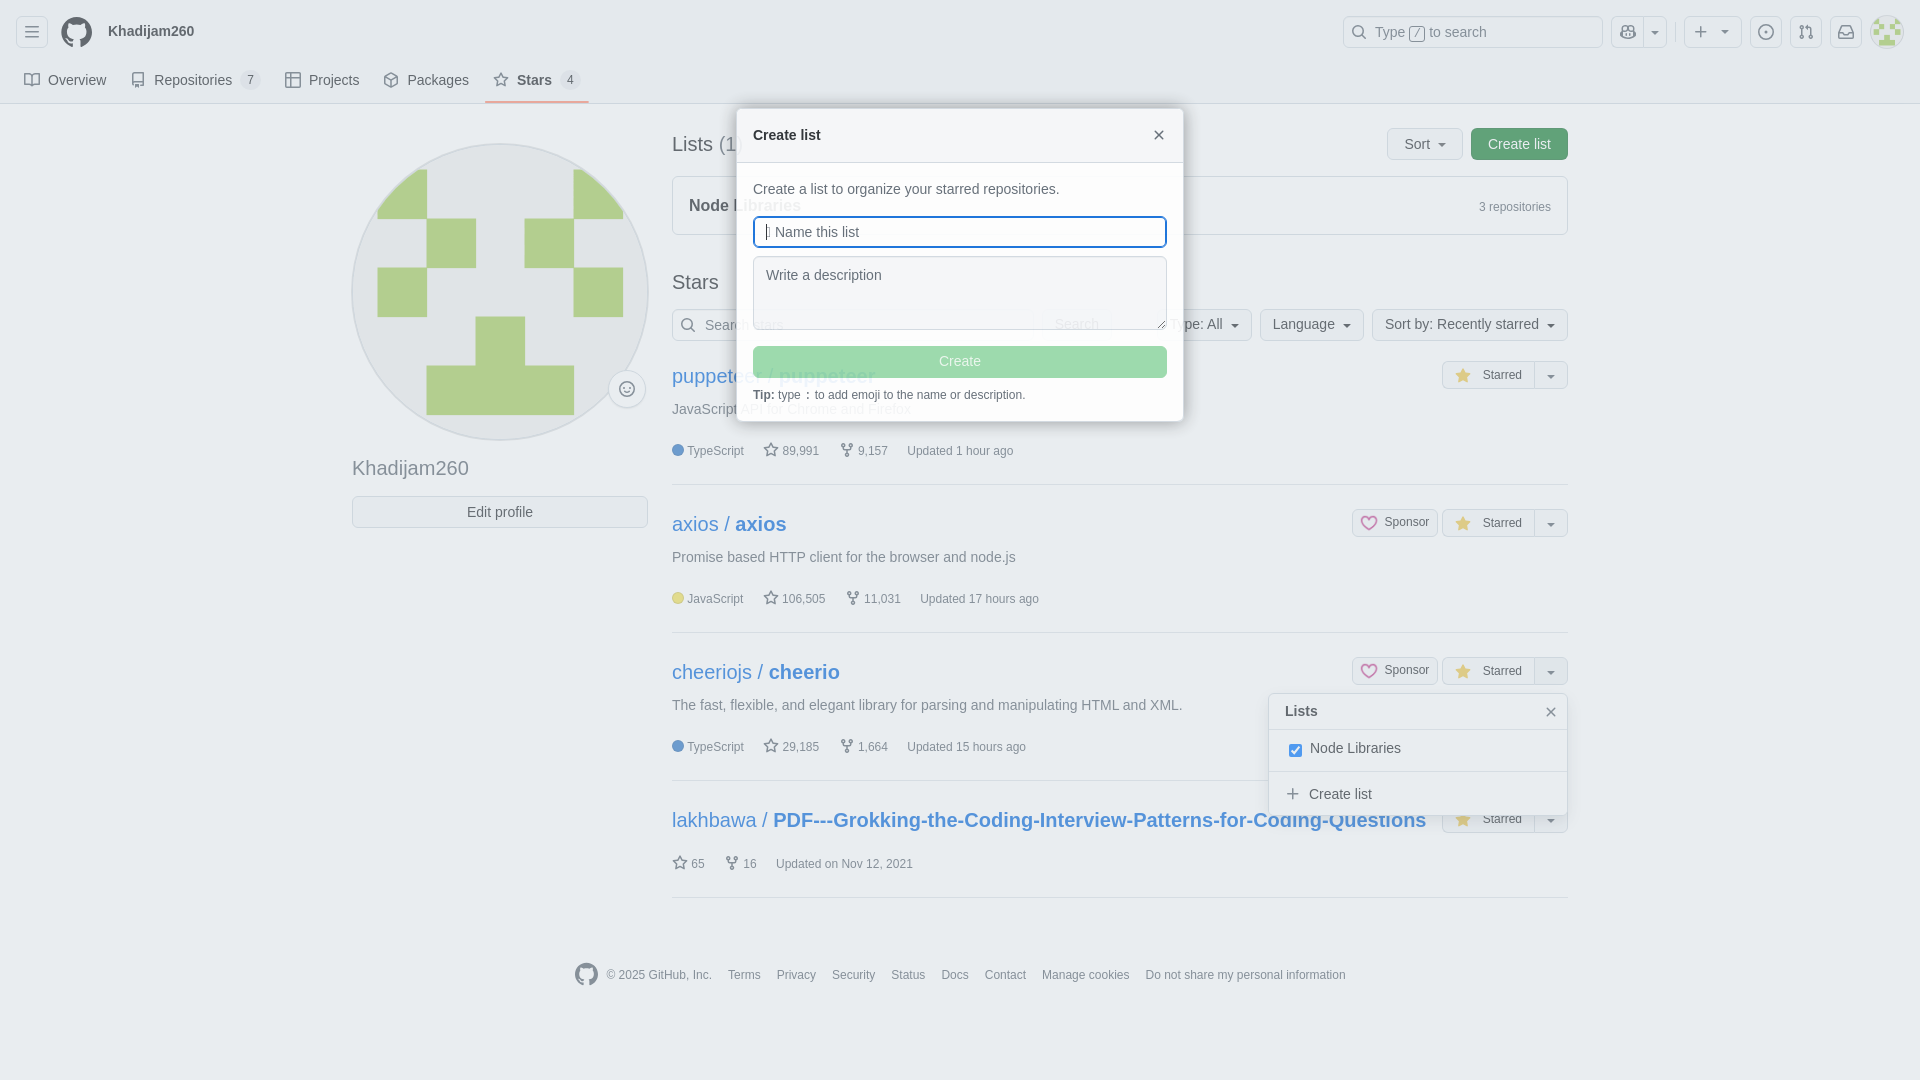 Khadijam260
Type / to search
Overview
Repositories 7
Projects
Packages
Stars 4
Lists (1
Sort
Create list
Node Libraries
3 repositories
Create list
Create a list to organize your starred repositories.
Name this list
Write a description
Create
Tip: type : to add emoji to the name or description.
Stars
Search stars
Search
Type: All
Language
Sort by: Recently starred
puppeteer / puppeteer
Starred
JavaScript API for Chrome and Firefox
TypeScript 89,991 9,157 Updated 1 hour ago
Khadijam260
Edit profile
axios / axios
Sponsor
Starred
Promise based HTTP client for the browser and node.js
JavaScript 106,505 11,031 Updated 17 hours ago
cheeriojs / cheerio
Sponsor
Starred
The fast, flexible, and elegant library for parsing and manipulating HTML and XML.
TypeScript 29,185 1,664 Updated 15 hours ago
Lists
Node Libraries
Create list
lakhbawa / PDF---Grokking-the-Coding-Interview-Patterns-for-Coding-Questions
Starred
65 16 Updated on Nov 12, 2021
© 2025 GitHub, Inc. Terms Privacy Security Status Docs Contact Manage cookies Do not share my personal information